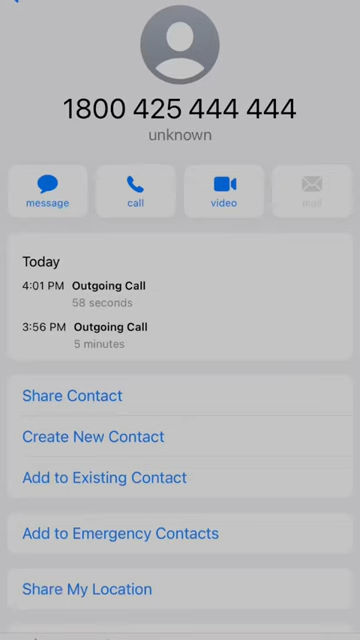 1800 425 444 444
unknown
message
call
video
mail
Today
4:01 PM Outgoing Call
58 seconds
3:56 PM Outgoing Call
5 minutes
Share Contact
Create New Contact
Add to Existing Contact
Add to Emergency Contacts
Share My Location